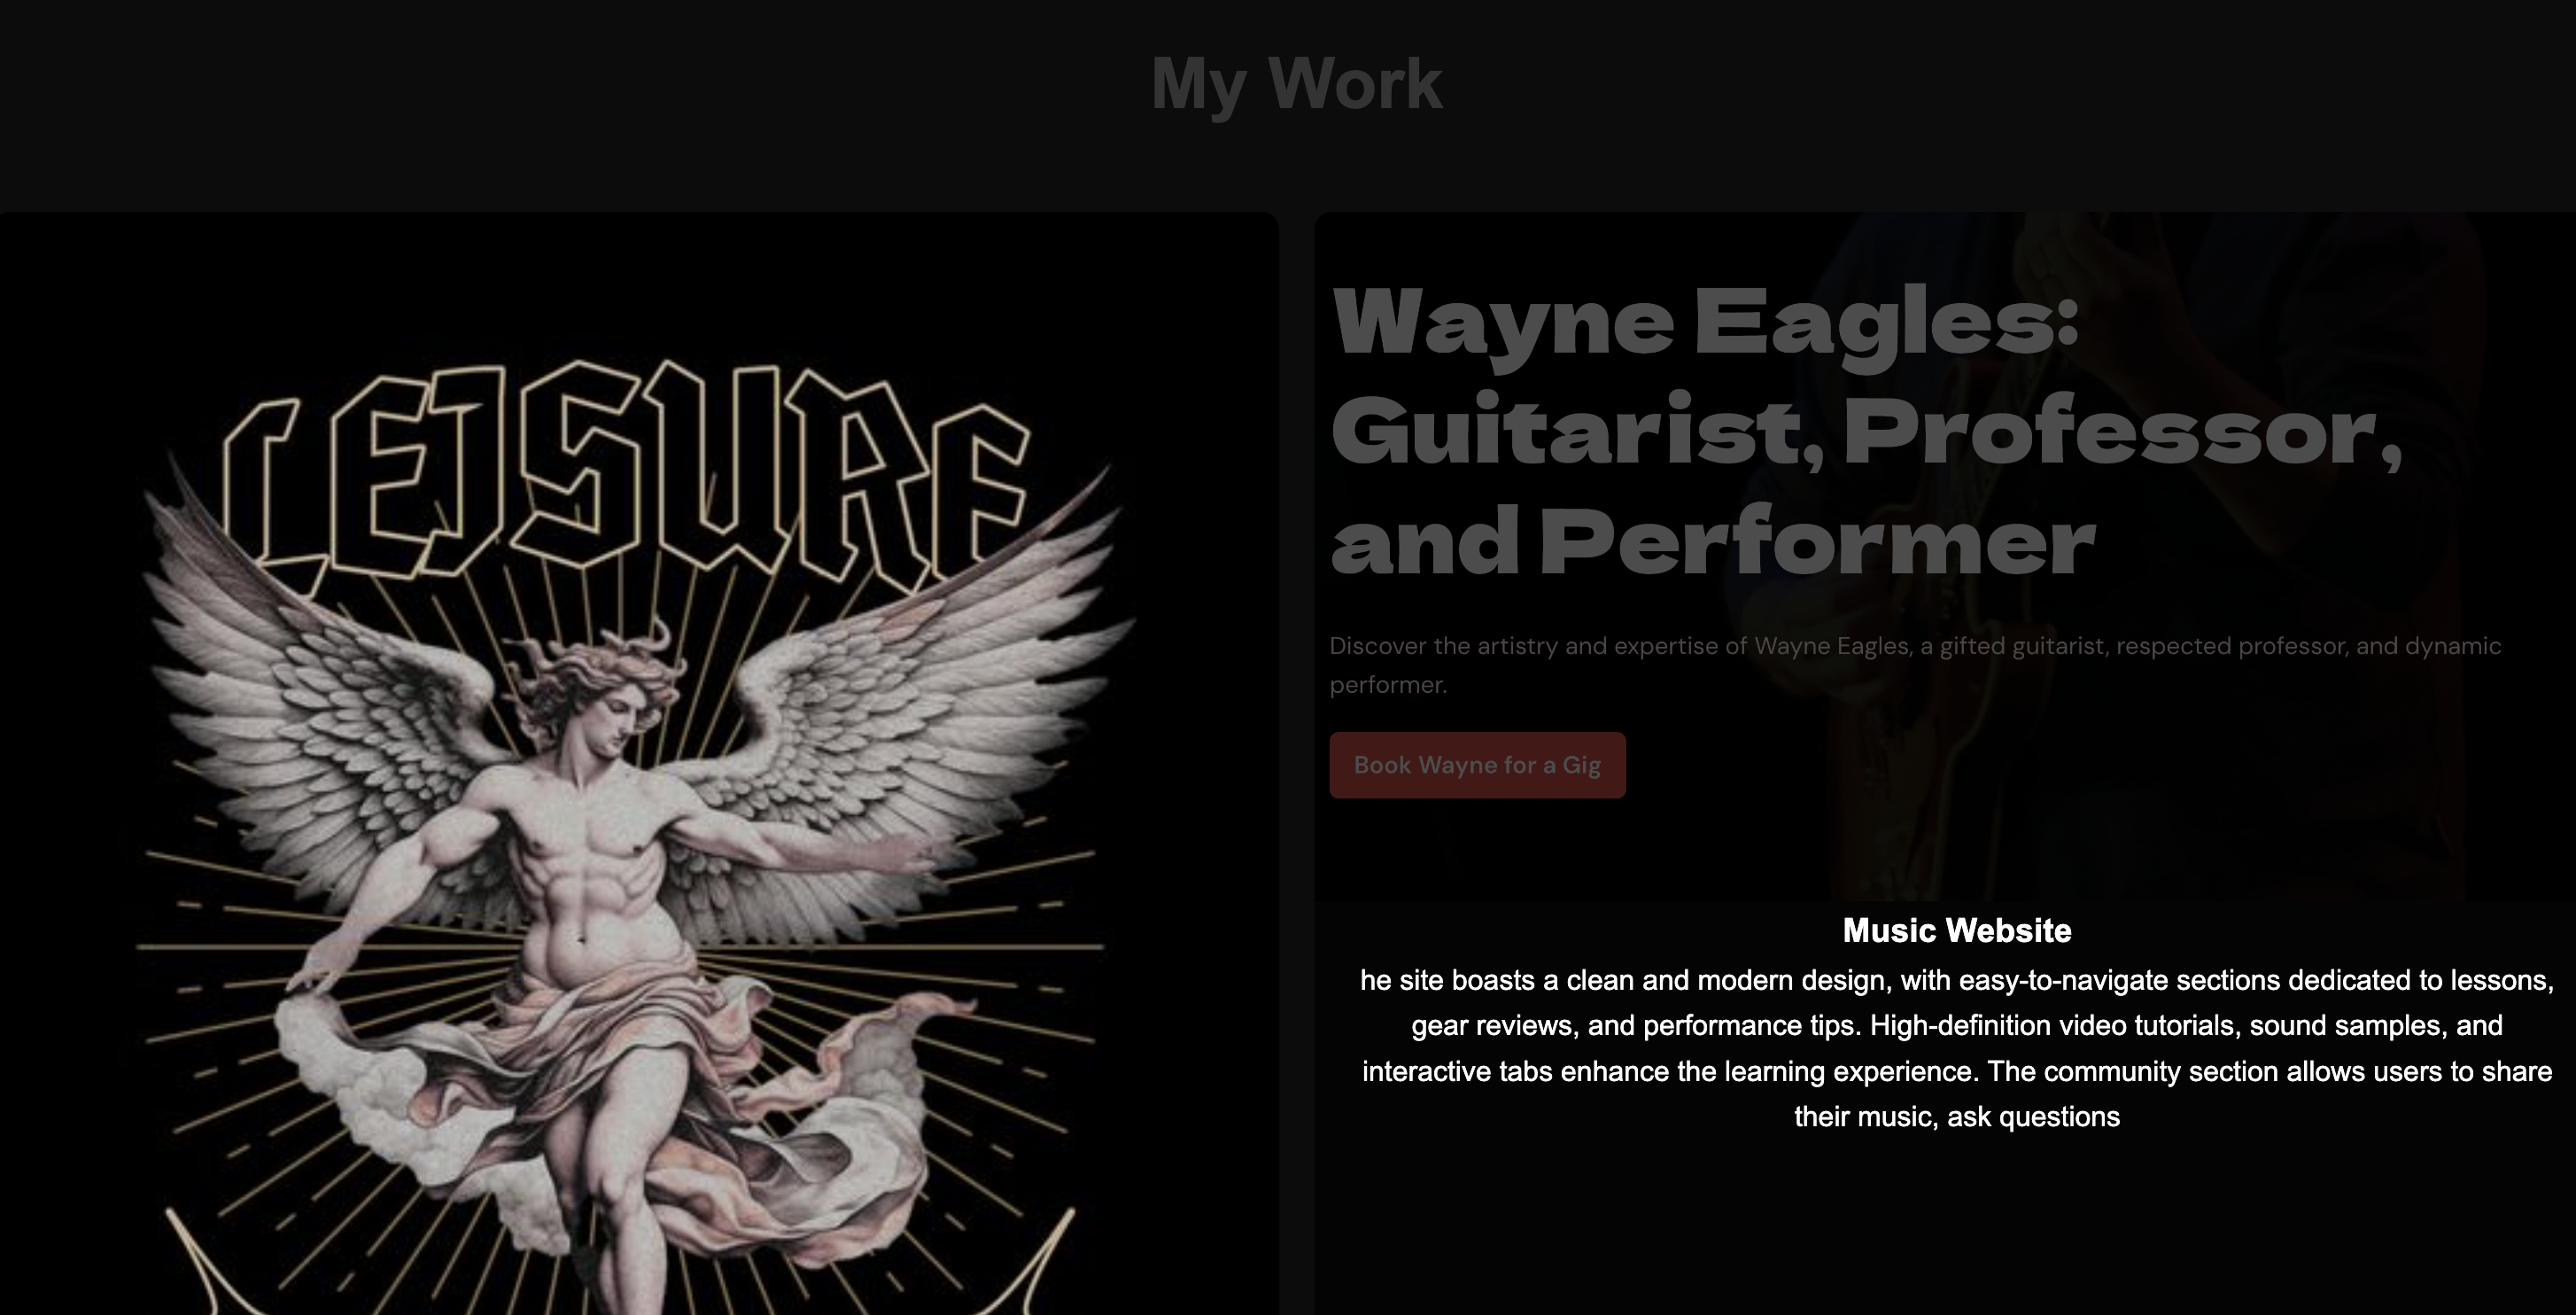 My Work
LEISURE
Wayne Eagles:
Guitarist, Professor,
and Performer
Discover the artistry and expertise of Wayne Eagles, a gifted guitarist, respected professor, and dynamic
performer.
Book Wayne for a Gig
Music Website
he site boasts a clean and modern design, with easy-to-navigate sections dedicated to lessons,
gear reviews, and performance tips. High-definition video tutorials, sound samples, and
interactive tabs enhance the learning experience. The community section allows users to share
their music, ask questions